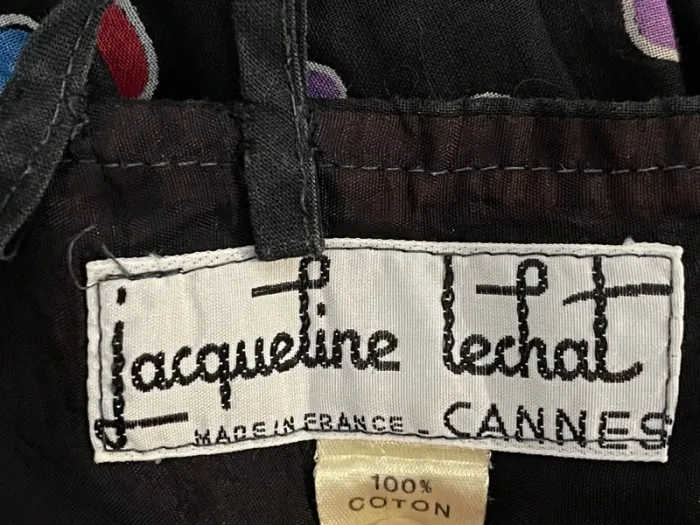 jacqueline lechat
MADE IN FRANCE - CANNES
100%
COTON